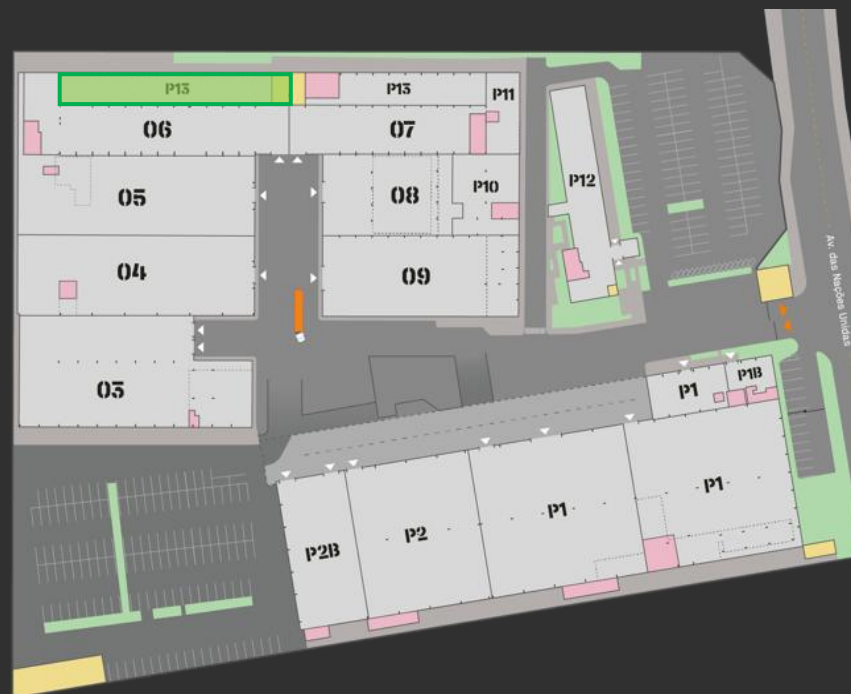 P13
P13
P11
06
07
05
08
P10
P12
04
09
Av. das Nações Unidas
03
P1
P1B
P2B
P2
P1
P1